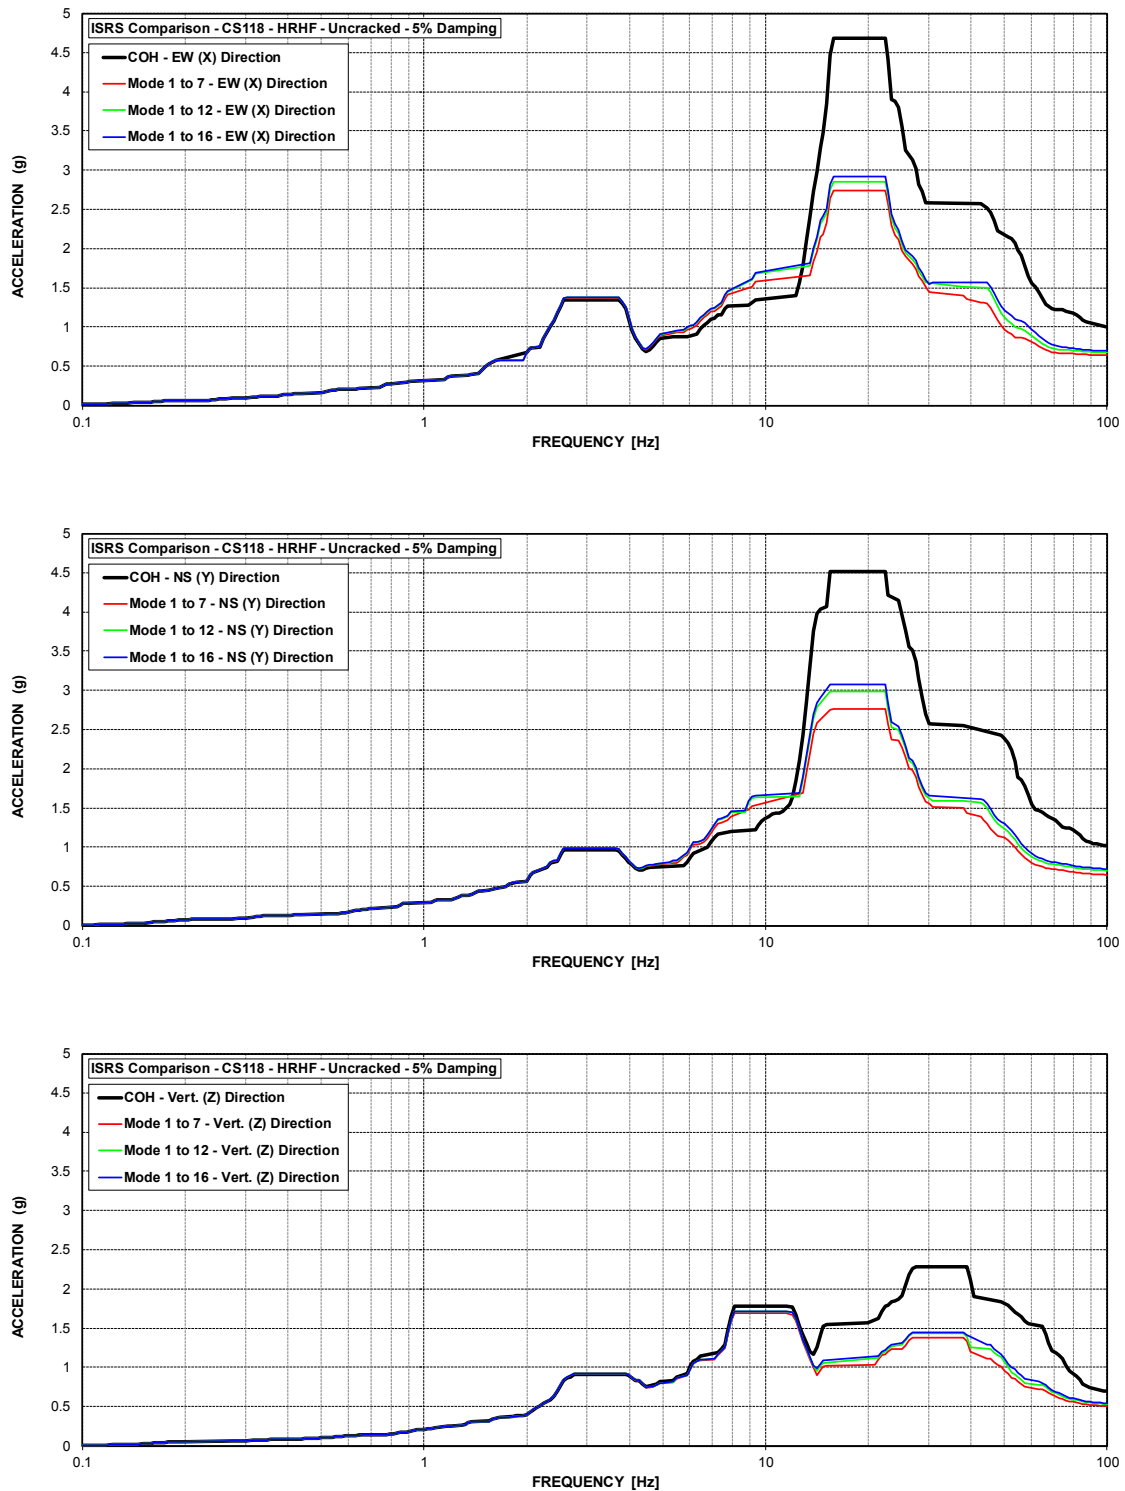 ISRS Comparison - CS118 - HRHF - Uncracked - 5% Damping
COH - EW (X) Direction
Mode 1 to 7 - EW (X) Direction
Mode 1 to 12 - EW (X) Direction
Mode 1 to 16 - EW (X) Direction
5
4.5
4
3.5
3
2.5
2
1.5
1
0.5
0
ACCELERATION (g)
0.1 1 10 100
FREQUENCY [Hz]
ISRS Comparison - CS118 - HRHF - Uncracked - 5% Damping
COH - NS (Y) Direction
Mode 1 to 7 - NS (Y) Direction
Mode 1 to 12 - NS (Y) Direction
Mode 1 to 16 - NS (Y) Direction
5
4.5
4
3.5
3
2.5
2
1.5
1
0.5
0
ACCELERATION (g)
0.1 1 10 100
FREQUENCY [Hz]
ISRS Comparison - CS118 - HRHF - Uncracked - 5% Damping
COH - Vert. (Z) Direction
Mode 1 to 7 - Vert. (Z) Direction
Mode 1 to 12 - Vert. (Z) Direction
Mode 1 to 16 - Vert. (Z) Direction
5
4.5
4
3.5
3
2.5
2
1.5
1
0.5
0
ACCELERATION (g)
0.1 1 10 100
FREQUENCY [Hz]